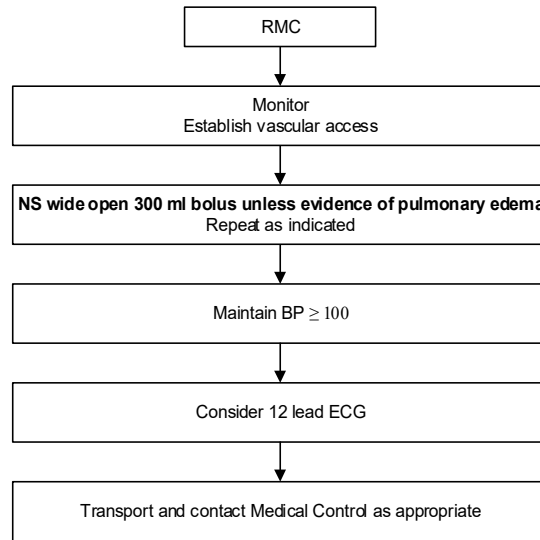 RMC
Monitor
Establish vascular access
NS wide open 300 ml bolus unless evidence of pulmonary edema
Repeat as indicated
Maintain BP ≥ 100
Consider 12 lead ECG
Transport and contact Medical Control as appropriate